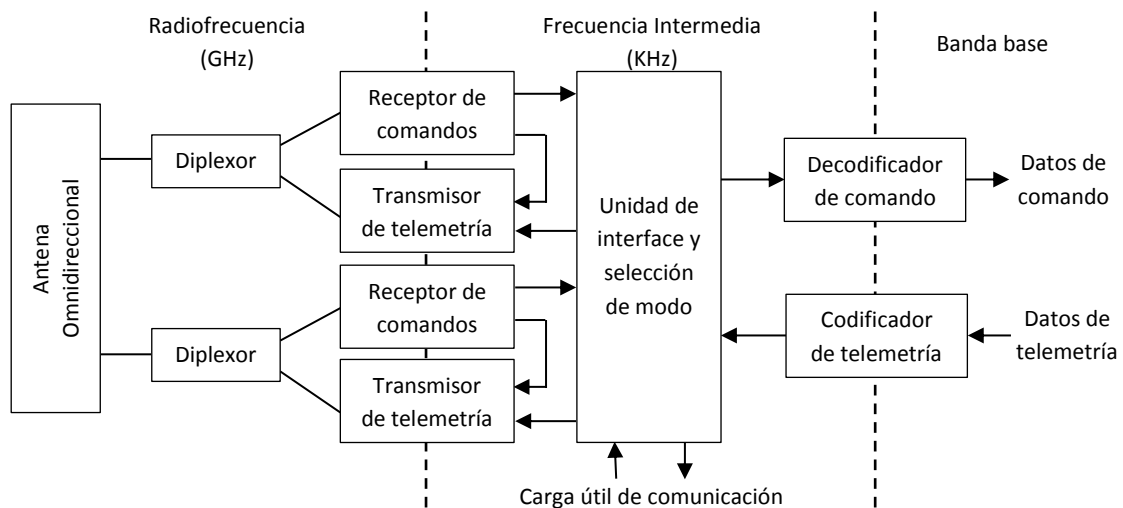 Radiofrecuencia
(GHz)
Frecuencia Intermedia
(KHz)
Banda base
Antena
Omnidireccional
Diplexor
Receptor de
comandos
Transmisor
de telemetría
Diplexor
Receptor de
comandos
Transmisor
de telemetría
Unidad de
interface y
selección
de modo
Decodificador
de comando
Datos de
comando
Codificador
de telemetría
Datos de
telemetría
Carga útil de comunicación